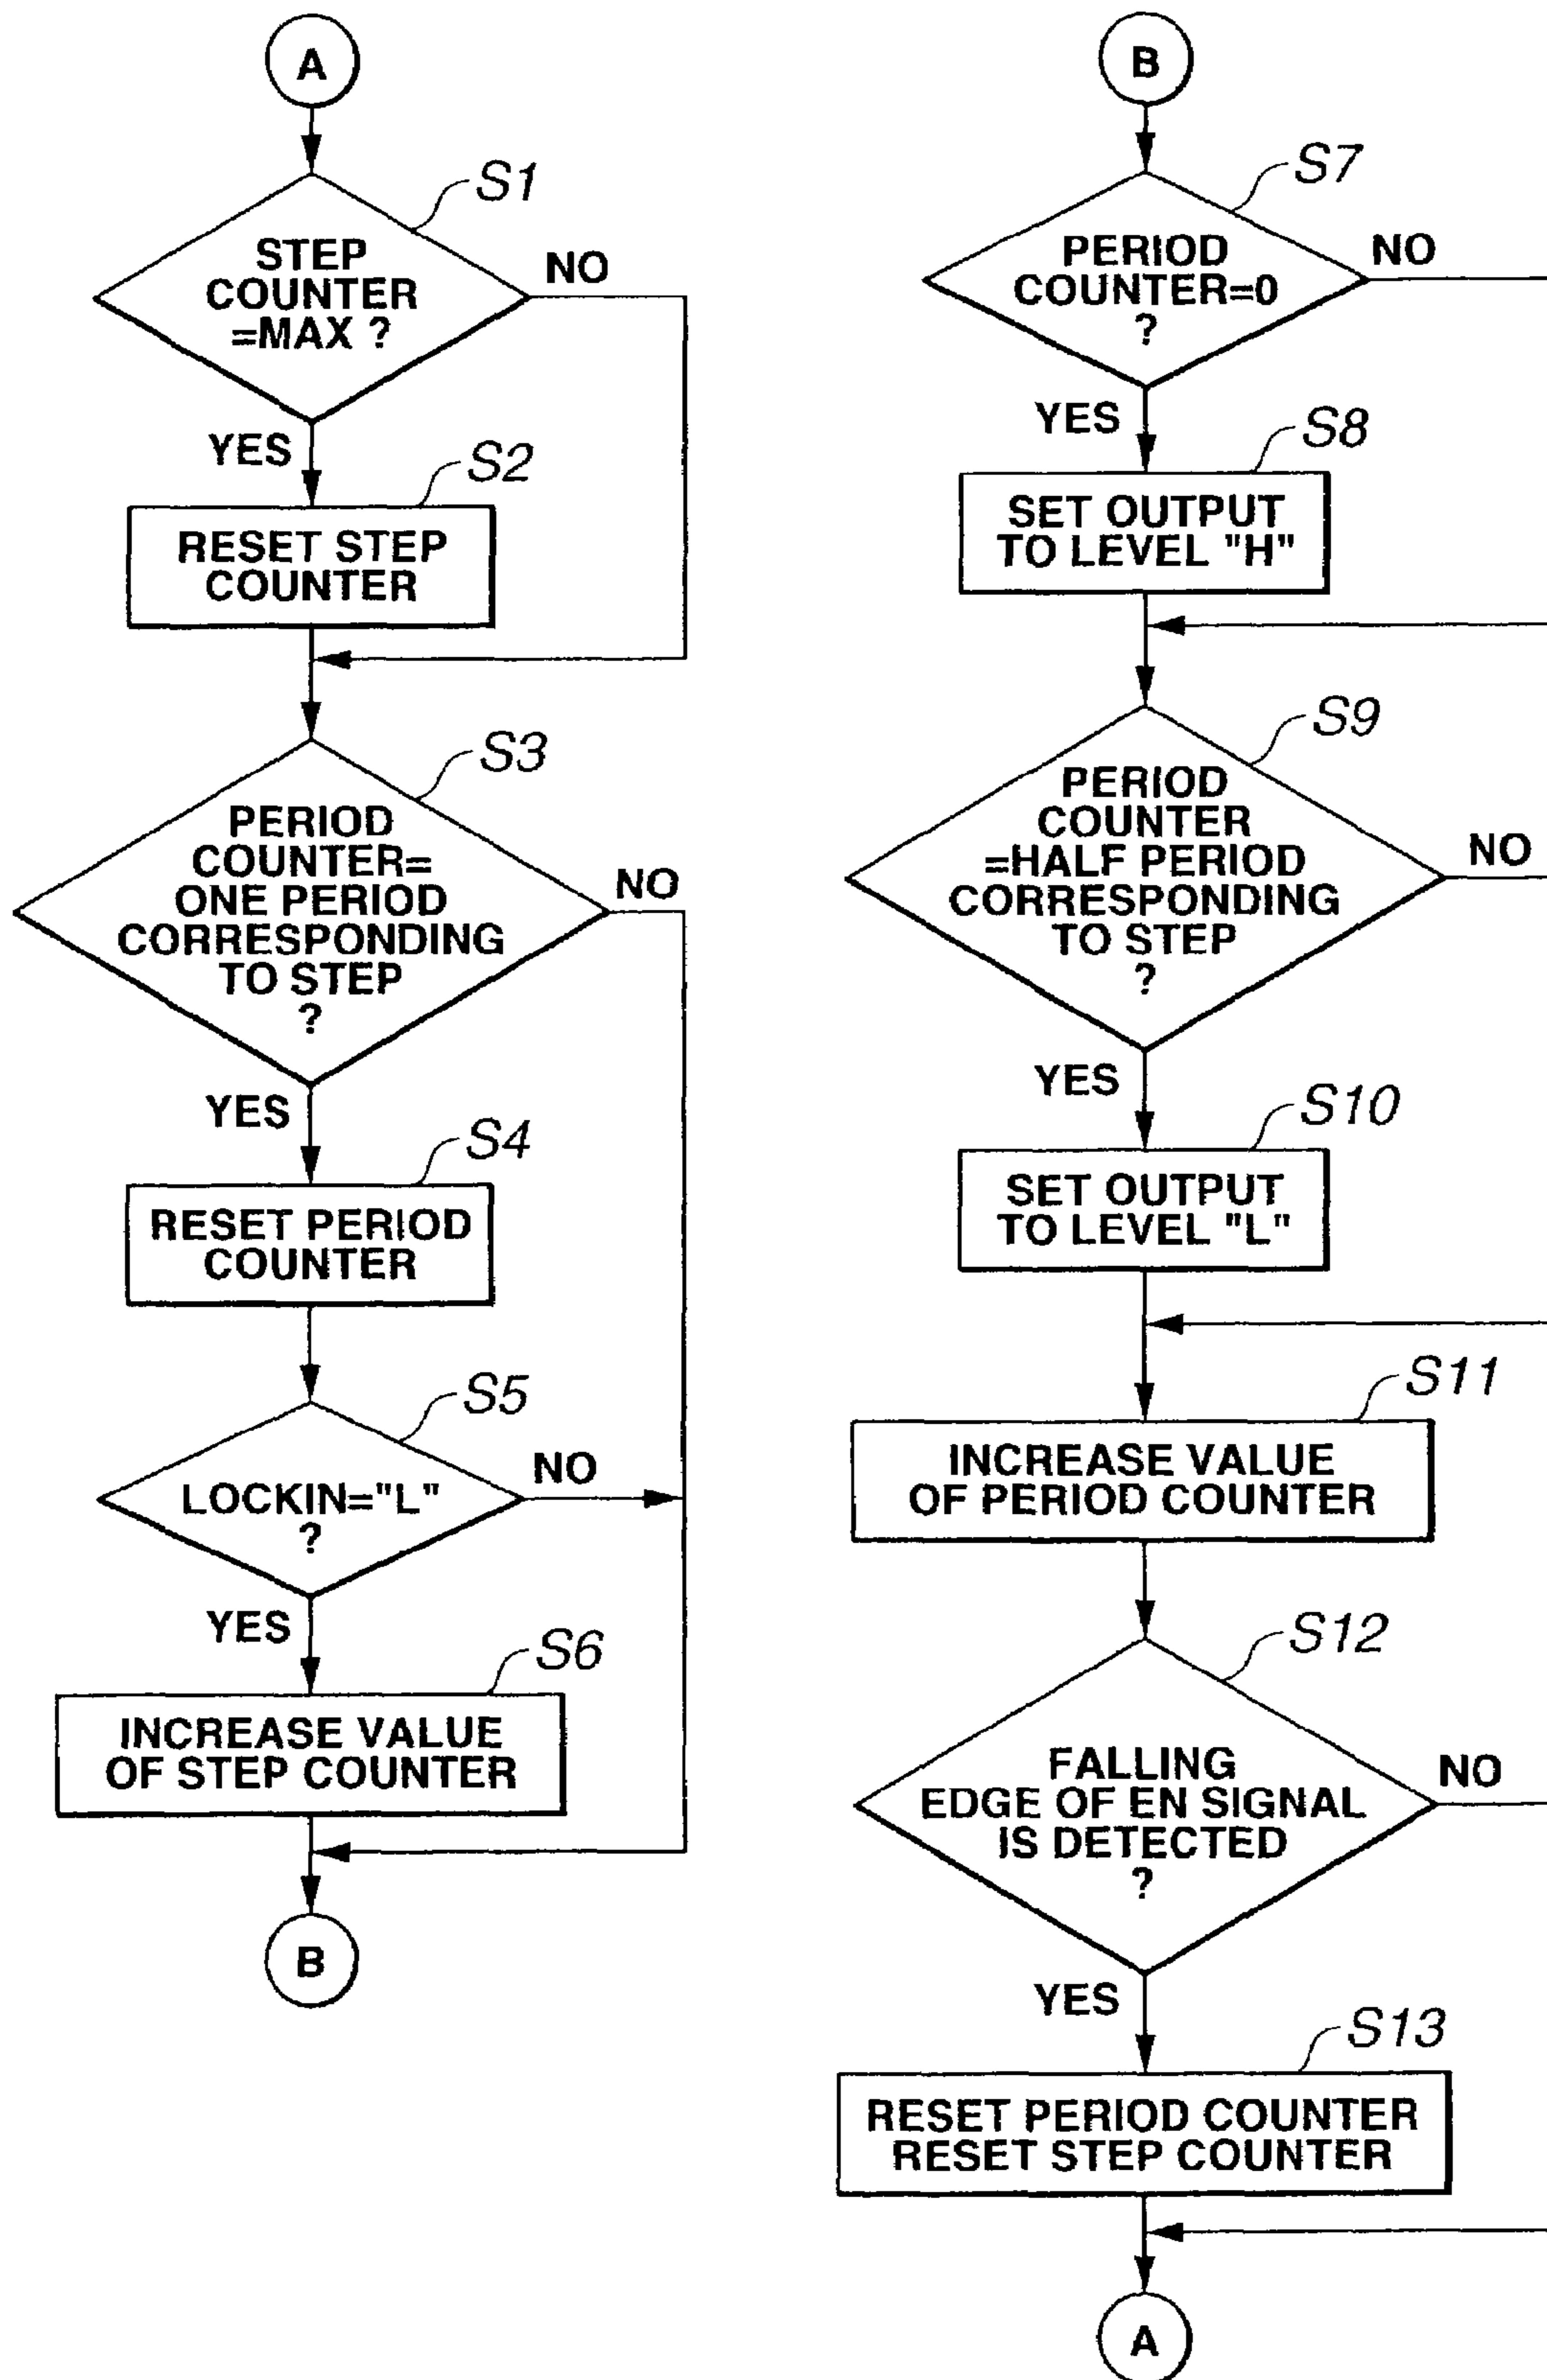 A
S1
STEP
COUNTER
=MAX ?
NO
YES
S2
RESET STEP
COUNTER
S3
PERIOD
COUNTER=
ONE PERIOD
CORRESPONDING
TO STEP
?
NO
YES
S4
RESET PERIOD
COUNTER
S5
LOCKIN="L"
?
NO
YES
S6
INCREASE VALUE
OF STEP COUNTER
B
B
S7
PERIOD
COUNTER=0
?
NO
YES
S8
SET OUTPUT
TO LEVEL "H"
S9
PERIOD
COUNTER
=HALF PERIOD
CORRESPONDING
TO STEP
?
NO
YES
S10
SET OUTPUT
TO LEVEL "L"
S11
INCREASE VALUE
OF PERIOD COUNTER
S12
FALLING
EDGE OF EN SIGNAL
IS DETECTED
?
NO
YES
S13
RESET PERIOD COUNTER
RESET STEP COUNTER
A